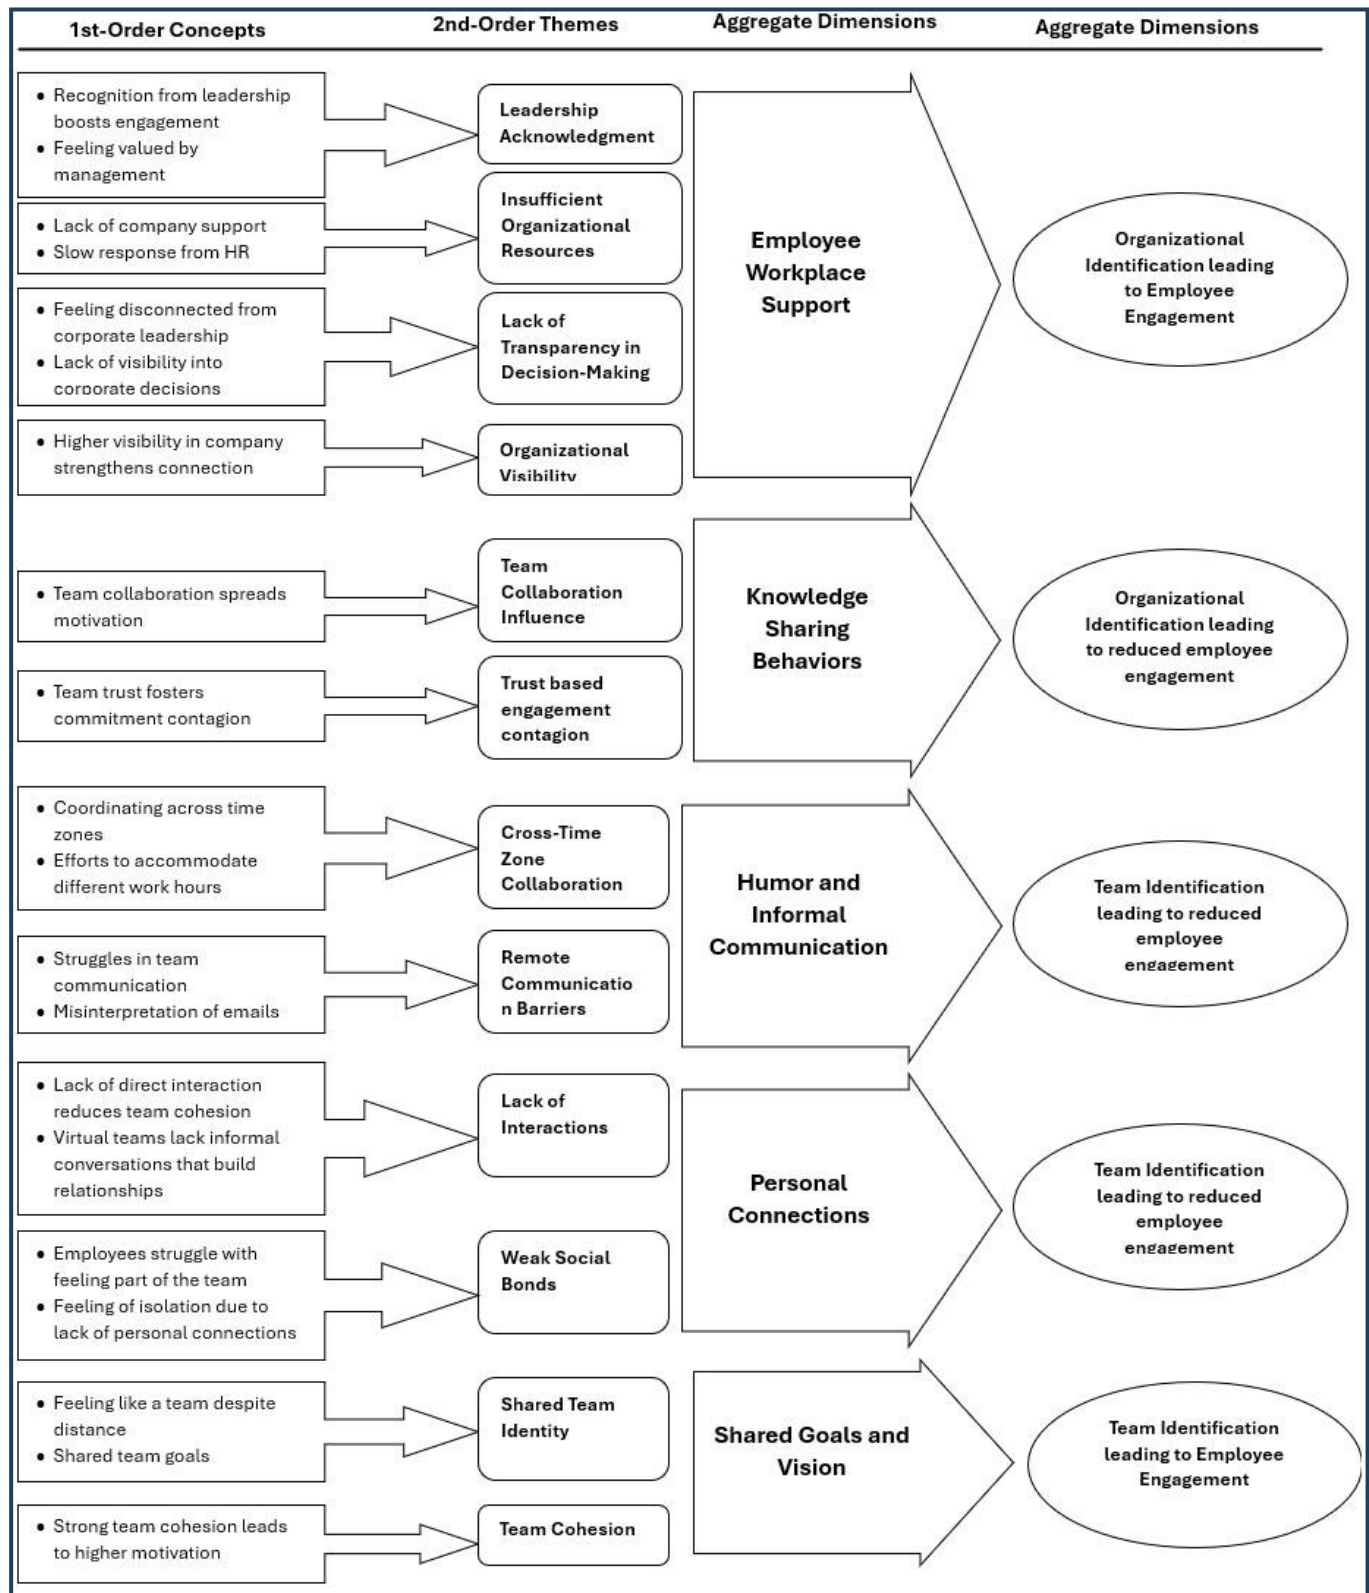 1st-Order Concepts
2nd-Order Themes
Aggregate Dimensions
Aggregate Dimensions
• Recognition from leadership
boosts engagement
• Feeling valued by
management
Leadership
Acknowledgment
• Lack of company support
• Slow response from HR
Insufficient
Organizational
Resources
• Feeling disconnected from
corporate leadership
• Lack of visibility into
corporate decisions
Lack of
Transparency in
Decision-Making
• Higher visibility in company
strengthens connection
Organizational
Visibility
Employee
Workplace
Support
Organizational
Identification leading
to Employee
Engagement
• Team collaboration spreads
motivation
Team
Collaboration
Influence
• Team trust fosters
commitment contagion
Trust based
engagement
contagion
Knowledge
Sharing
Behaviors
Organizational
Identification leading
to reduced employee
engagement
• Coordinating across time
zones
• Efforts to accommodate
different work hours
Cross-Time
Zone
Collaboration
• Struggles in team
communication
• Misinterpretation of emails
Remote
Communicatio
n Barriers
Humor and
Informal
Communication
Team Identification
leading to reduced
employee
engagement
• Lack of direct interaction
reduces team cohesion
• Virtual teams lack informal
conversations that build
relationships
Lack of
Interactions
• Employees struggle with
feeling part of the team
• Feeling of isolation due to
lack of personal connections
Weak Social
Bonds
Personal
Connections
Team Identification
leading to reduced
employee
engagement
• Feeling like a team despite
distance
• Shared team goals
Shared Team
Identity
• Strong team cohesion leads
to higher motivation
Team Cohesion
Shared Goals and
Vision
Team Identification
leading to Employee
Engagement